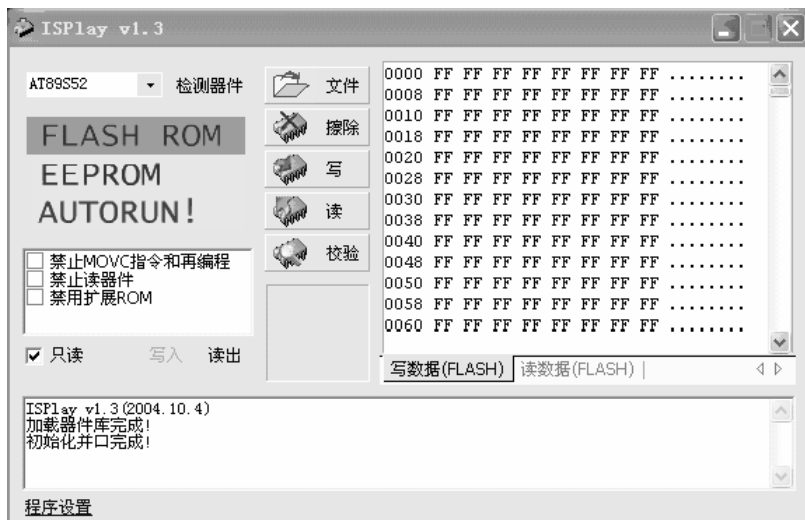 ISPlay v1.3
AT89S52
检测器件
FLASH ROM
EEPROM
AUTORUN!
禁止MOVC指令和再编程
禁止读器件
禁用扩展ROM
只读 写入 读出
文件
擦除
写
读
校验
0000 FF FF FF FF FF FF FF FF ........
0008 FF FF FF FF FF FF FF FF ........
0010 FF FF FF FF FF FF FF FF ........
0018 FF FF FF FF FF FF FF FF ........
0020 FF FF FF FF FF FF FF FF ........
0028 FF FF FF FF FF FF FF FF ........
0030 FF FF FF FF FF FF FF FF ........
0038 FF FF FF FF FF FF FF FF ........
0040 FF FF FF FF FF FF FF FF ........
0048 FF FF FF FF FF FF FF FF ........
0050 FF FF FF FF FF FF FF FF ........
0058 FF FF FF FF FF FF FF FF ........
0060 FF FF FF FF FF FF FF FF ........
写数据(FLASH) 读数据(FLASH)
ISPlay v1.3(2004.10.4)
加载器件库完成!
初始化并口完成!
程序设置